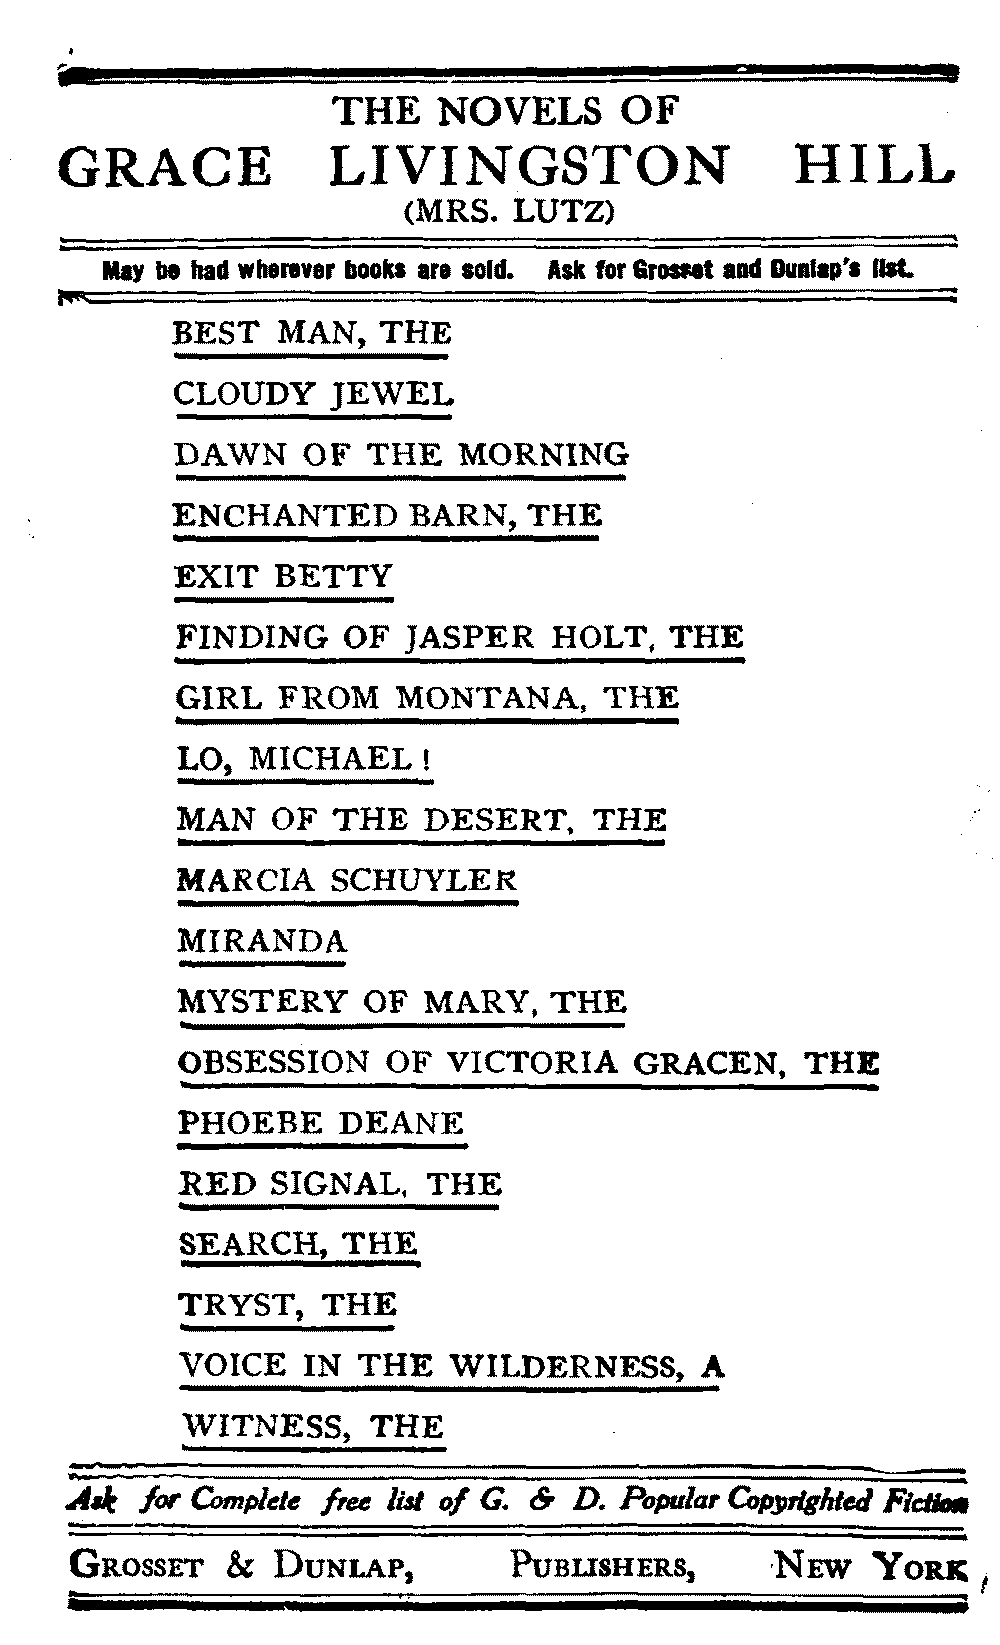 THE NOVELS OF
GRACE LIVINGSTON HILL
(MRS. LUTZ)
May be had wherever books are sold. Ask for Grosset and Dunlap's list.
BEST MAN, THE
CLOUDY JEWEL
DAWN OF THE MORNING
ENCHANTED BARN, THE
EXIT BETTY
FINDING OF JASPER HOLT, THE
GIRL FROM MONTANA, THE
LO, MICHAEL!
MAN OF THE DESERT, THE
MARCIA SCHUYLER
MIRANDA
MYSTERY OF MARY, THE
OBSESSION OF VICTORIA GRACEN, THE
PHOEBE DEANE
RED SIGNAL, THE
SEARCH, THE
TRYST, THE
VOICE IN THE WILDERNESS, A
WITNESS, THE
Ask for Complete free list of G. & D. Popular Copyrighted Fiction
GROSSET & DUNLAP, PUBLISHERS, NEW YORK